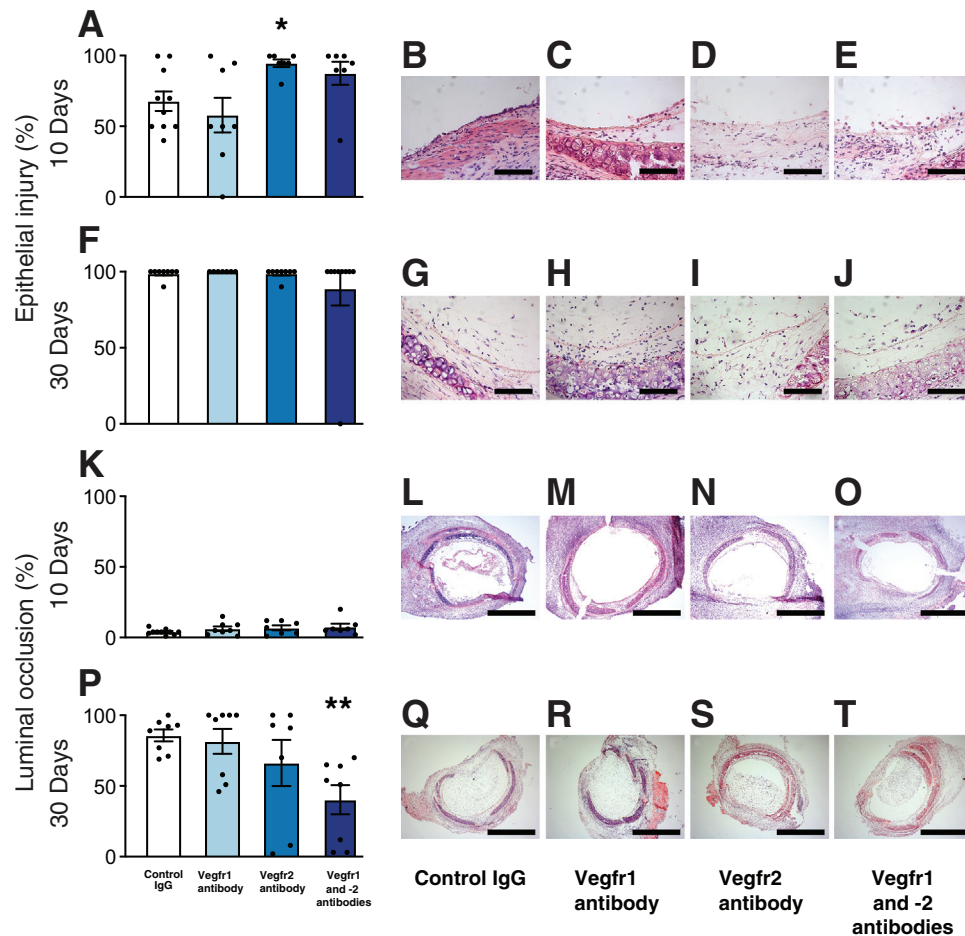 A
*
Epithelial injury (%)
10 Days
100
50
0
B
C
D
E
F
30 Days
100
50
0
G
H
I
J
K
Luminal occlusion (%)
10 Days
100
50
0
L
M
N
O
P
**
30 Days
100
50
0
Control
IgG
Vegfr1
antibody
Vegfr2
antibody
Vegfr1
and -2
antibodies
Q
R
S
T
Control IgG
Vegfr1
antibody
Vegfr2
antibody
Vegfr1
and -2
antibodies